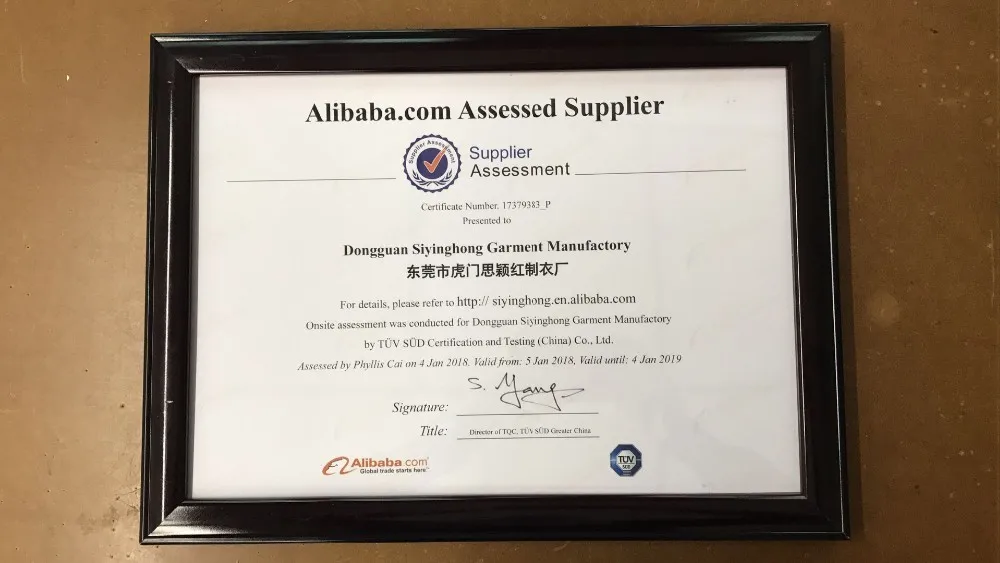 Alibaba.com Assessed Supplier
Supplier Assessment
Supplier
Assessment
Certificate Number. 17379383_P
Presented to
Dongguan Siyinghong Garment Manufactory
东莞市虎门思颖红制衣厂
For details, please refer to http:// siyinghong.en.alibaba.com
Onsite assessment was conducted for Dongguan Siyinghong Garment Manufactory
by TÜV SÜD Certification and Testing (China) Co., Ltd.
Assessed by Phyllis Cai on 4 Jan 2018. Valid from: 5 Jan 2018, Valid until: 4 Jan 2019
S. Yang
Signature:
Title: Director of TQC, TÜV SÜD Greater China
Alibaba.com
Global trade starts here
TÜV
SÜD